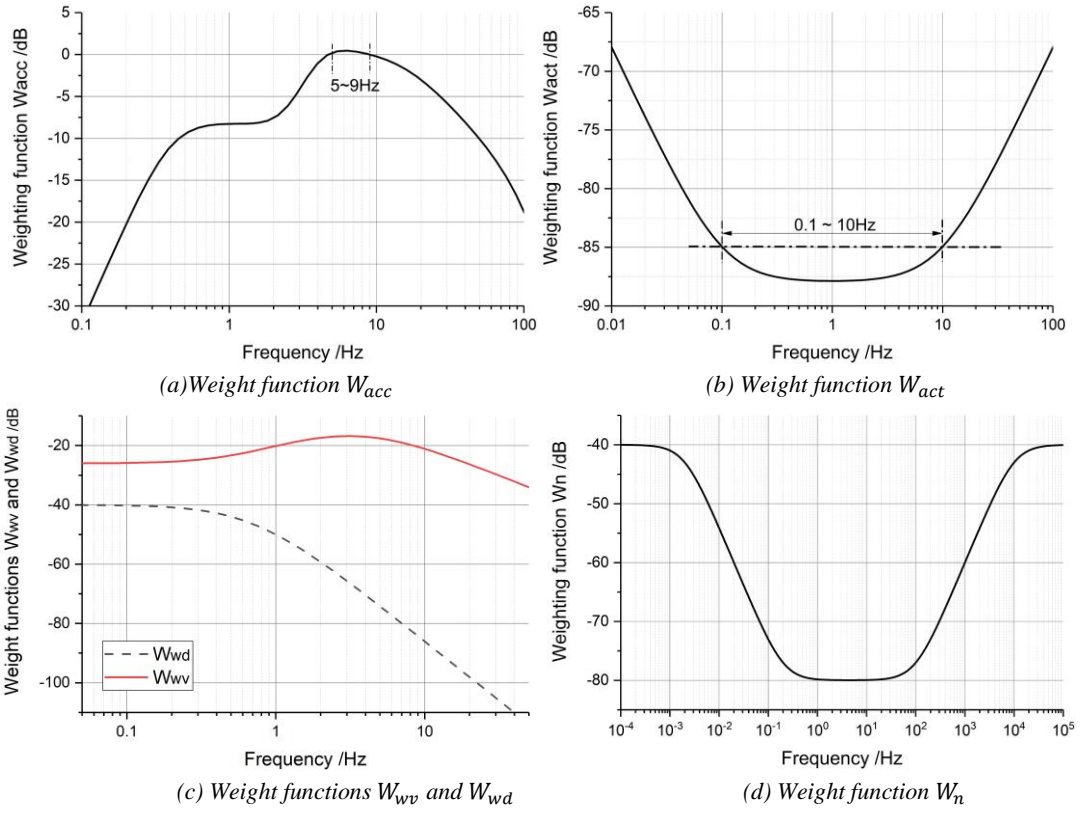 Weighting function Wacc /dB
5
0
-5
-10
-15
-20
-25
-30
5~9Hz
0.1 1 10 100
Frequency /Hz
(a)Weight function Wacc
Weighting function Wact /dB
-65
-70
-75
-80
-85
-90
0.1 ~ 10Hz
0.01 0.1 1 10 100
Frequency /Hz
(b) Weight function Wact
Weight functions Wwv and Wwd /dB
-20
-40
-60
-80
-100
Wwd
Wwv
0.1 1 10
Frequency /Hz
(c) Weight functions Wwv and Wwd
Weighting function Wn /dB
-40
-50
-60
-70
-80
10⁻⁴ 10⁻³ 10⁻² 10⁻¹ 10⁰ 10¹ 10² 10³ 10⁴ 10⁵
Frequency /Hz
(d) Weight function Wn